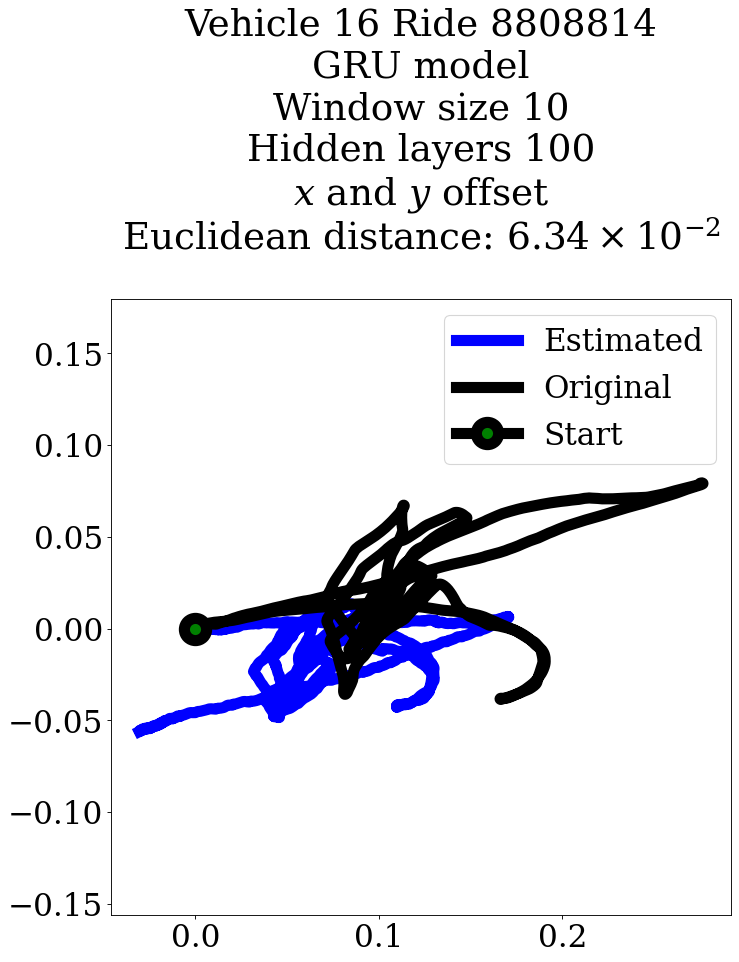 Vehicle 16 Ride 8808814
GRU model
Window size 10
Hidden layers 100
x and y offset
Euclidean distance: 6.34 × 10⁻²
Estimated
Original
Start
0.15
0.10
0.05
0.00
−0.05
−0.10
−0.15
0.0 0.1 0.2